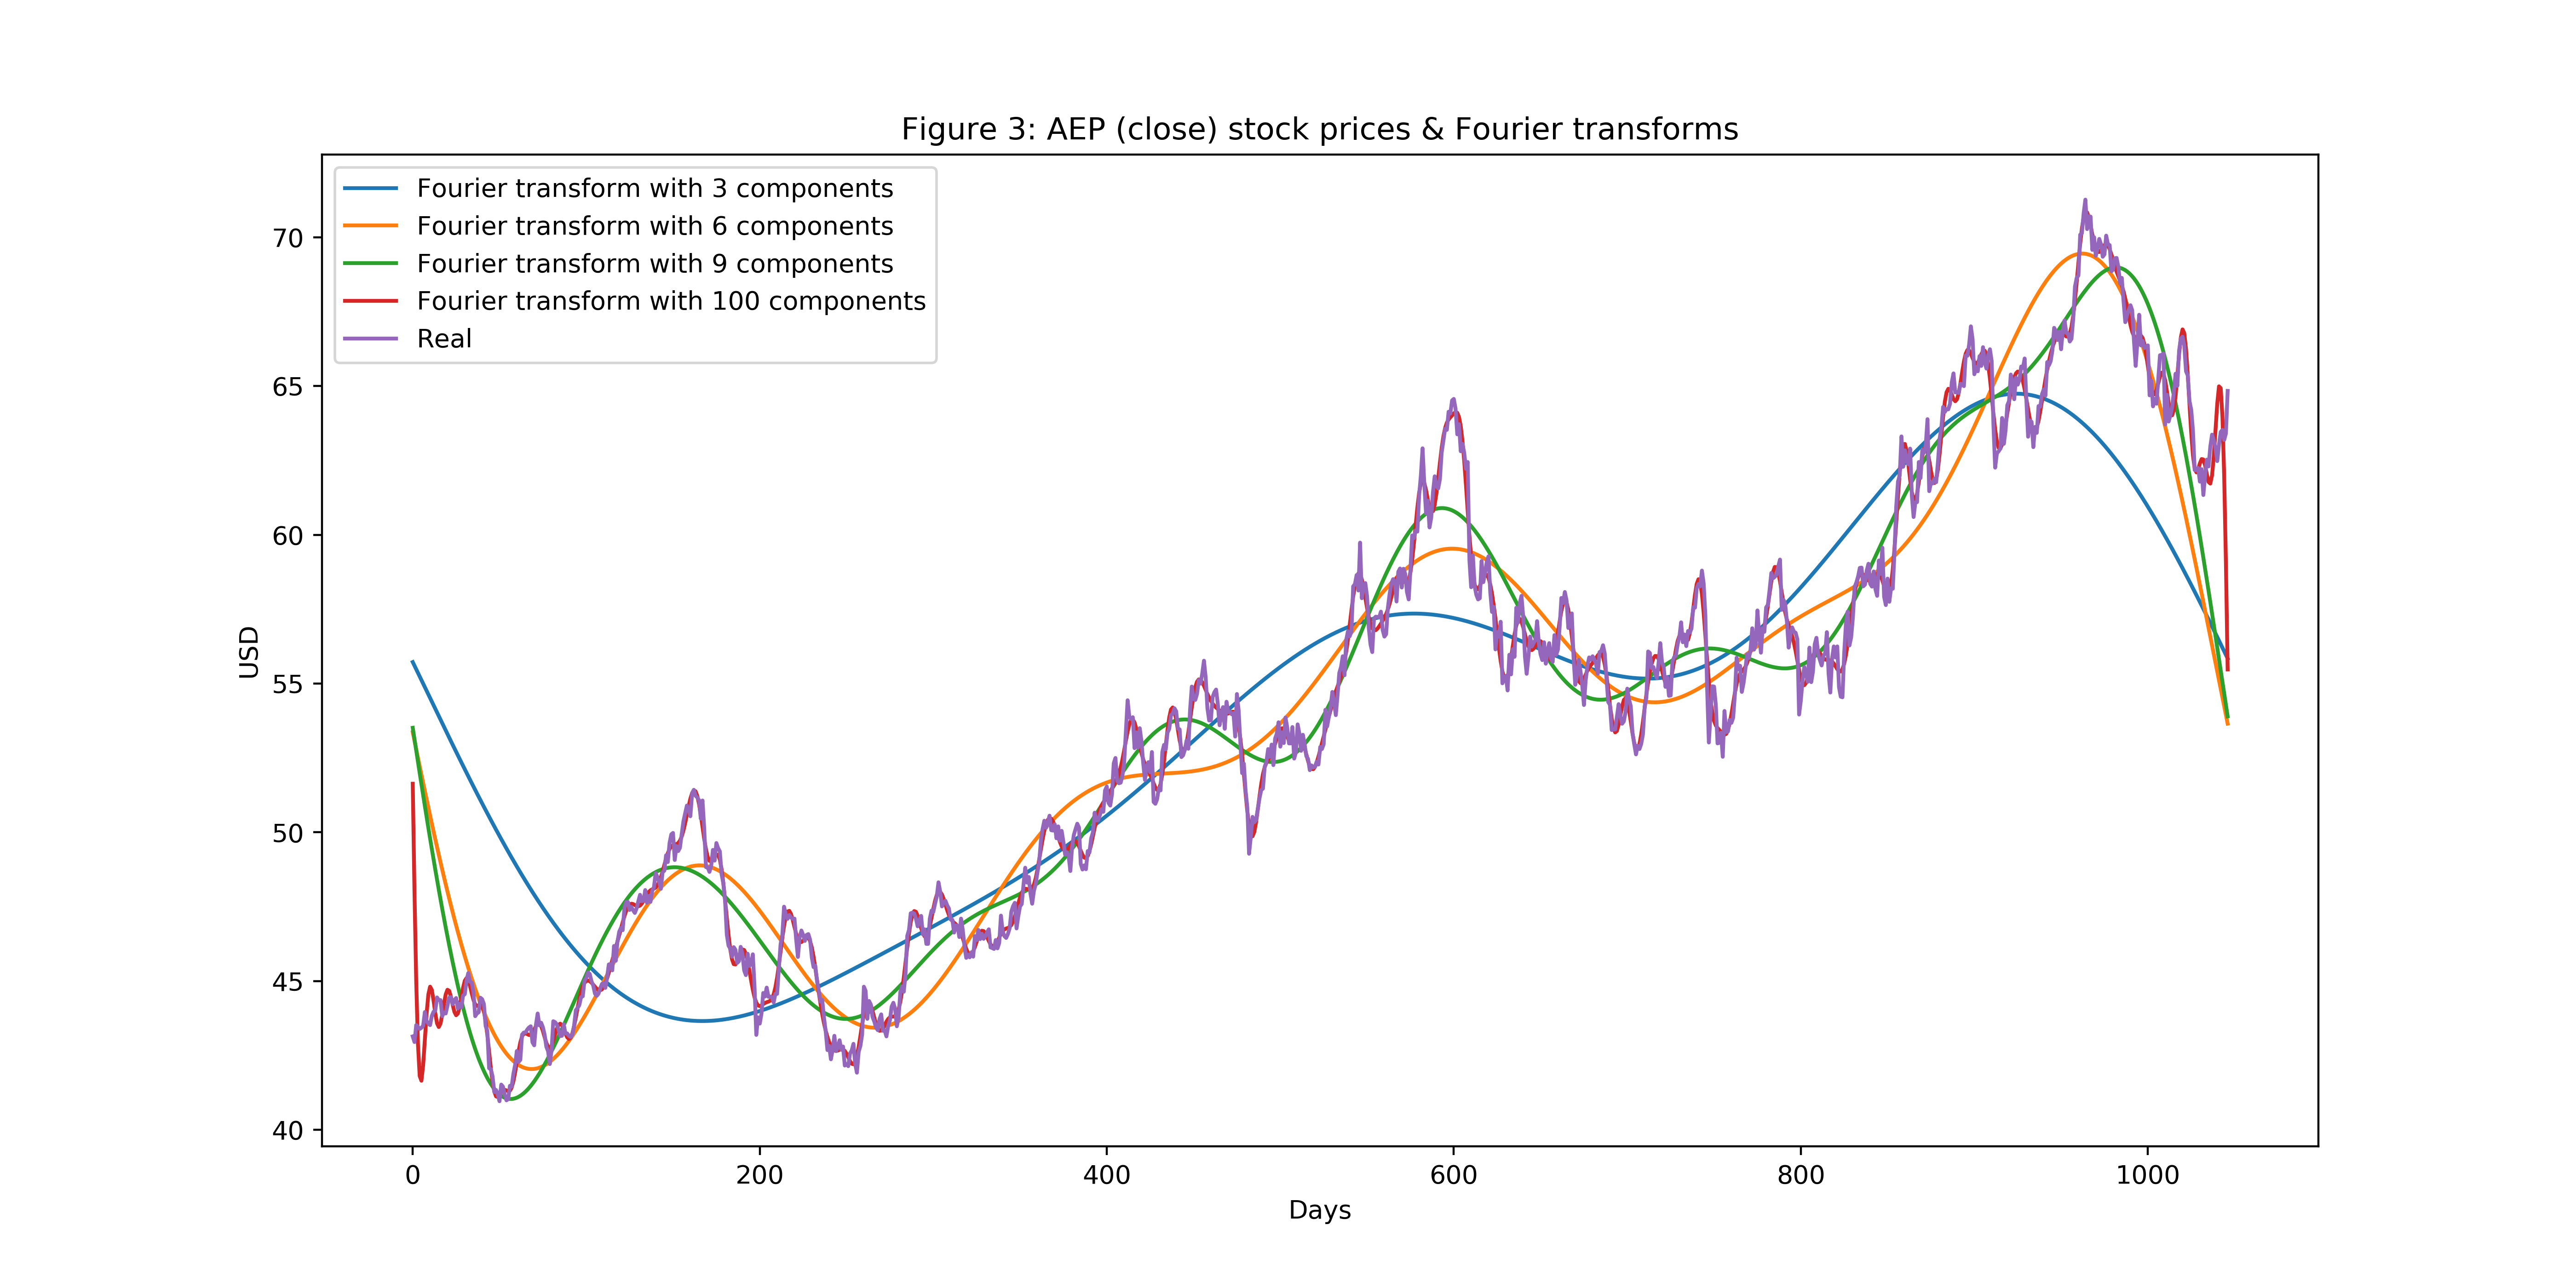 Figure 3: AEP (close) stock prices & Fourier transforms
Fourier transform with 3 components
Fourier transform with 6 components
Fourier transform with 9 components
Fourier transform with 100 components
Real
70
65
60
55
50
45
40
USD
0 200 400 600 800 1000
Days